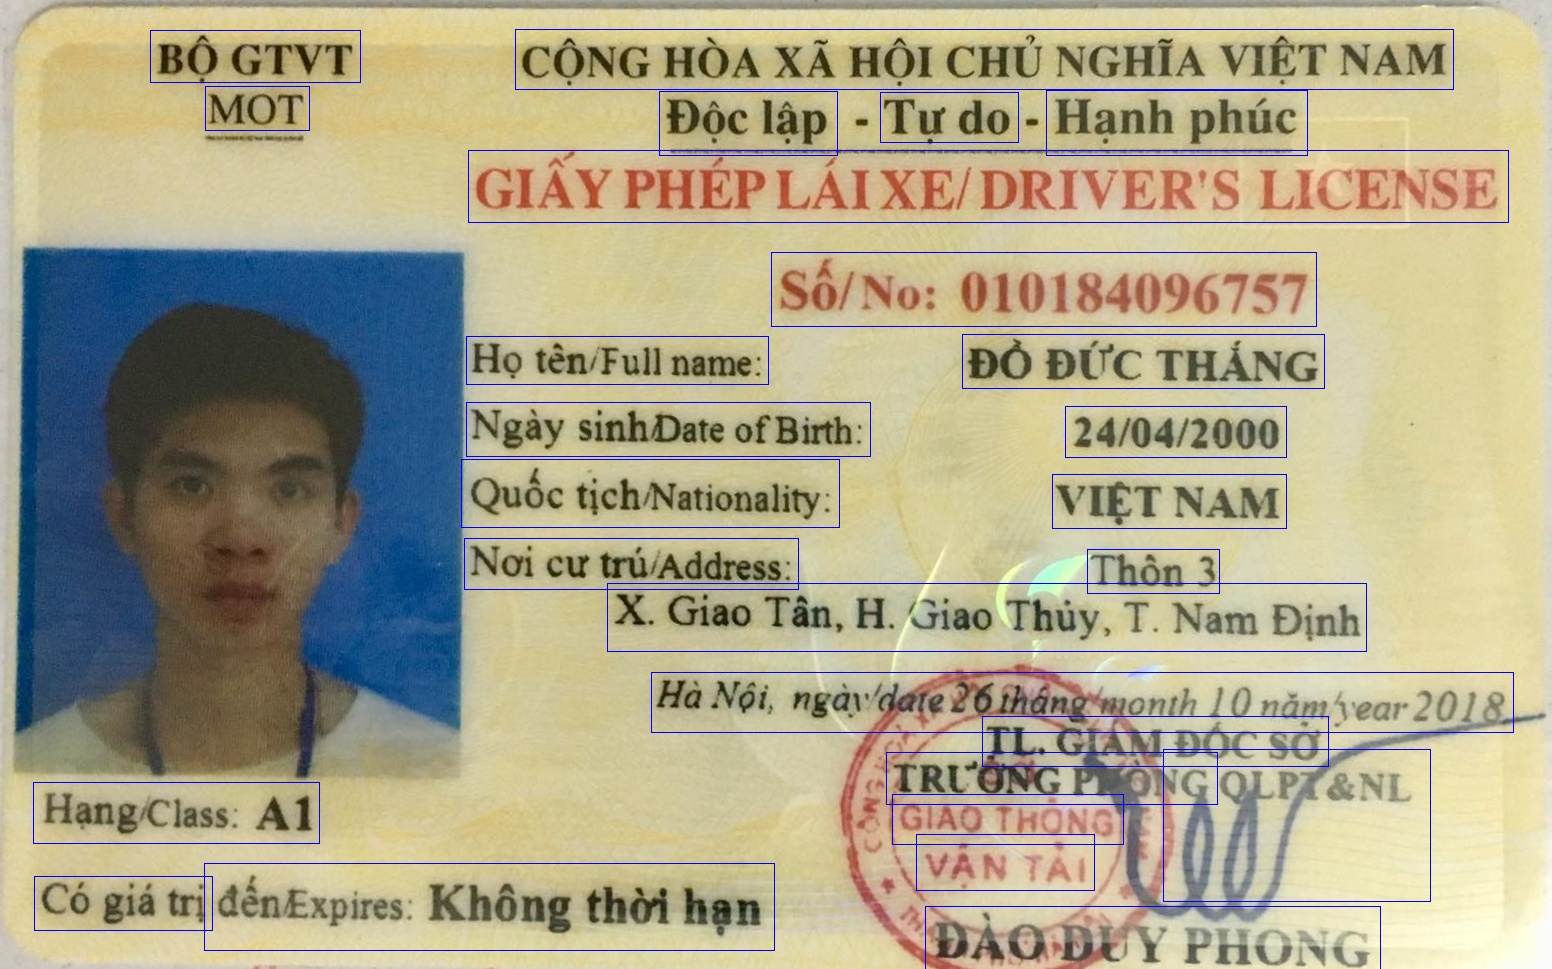 BỘ GTVT
MOT
CỘNG HÒA XÃ HỘI CHỦ NGHĨA VIỆT NAM
Độc lập - Tự do - Hạnh phúc
GIẤY PHÉP LÁI XE/ DRIVER'S LICENSE
Số/No: 010184096757
Họ tên/Full name: ĐỖ ĐỨC THẮNG
Ngày sinh/Date of Birth: 24/04/2000
Quốc tịch/Nationality: VIỆT NAM
Nơi cư trú/Address: Thôn 3
X. Giao Tân, H. Giao Thủy, T. Nam Định
Hà Nội, ngày/date 26 tháng/month 10 năm/year 2018
TL. GIÁM ĐỐC SỞ
TRƯỞNG PHÒNG QLPT&NL
GIAO THÔNG
VẬN TẢI
Hạng/Class: A1
Có giá trị đến/Expires: Không thời hạn
ĐÀO DUY PHONG